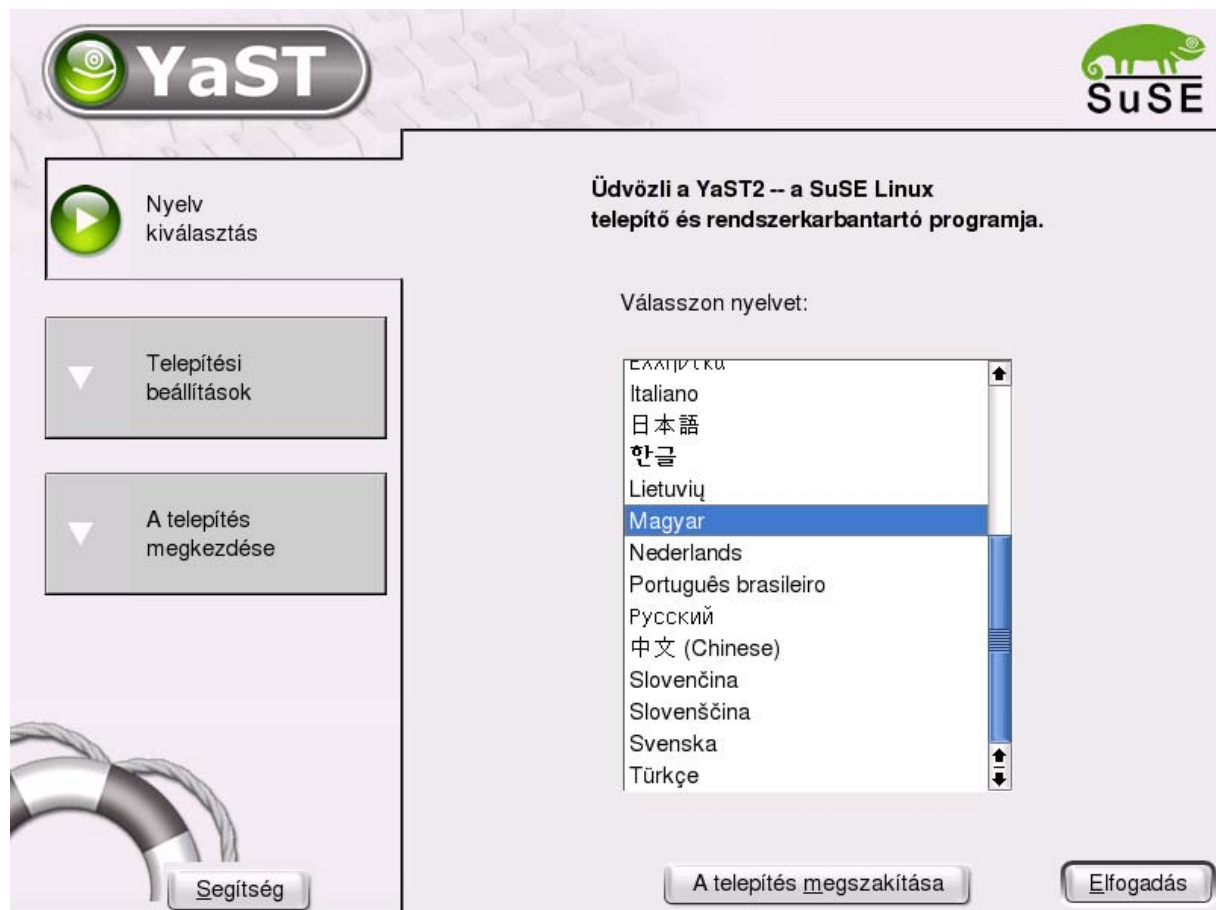 YaST
SuSE
Nyelv
kiválasztás
Telepítési
beállítások
A telepítés
megkezdése
Segítség
Üdvözli a YaST2 -- a SuSE Linux
telepítő és rendszerkarbantartó programja.
Válasszon nyelvet:
Italiano
日本語
한글
Lietuvių
Magyar
Nederlands
Português brasileiro
Русский
中文 (Chinese)
Slovenčina
Slovenščina
Svenska
Türkçe
A telepítés megszakítása
Elfogadás